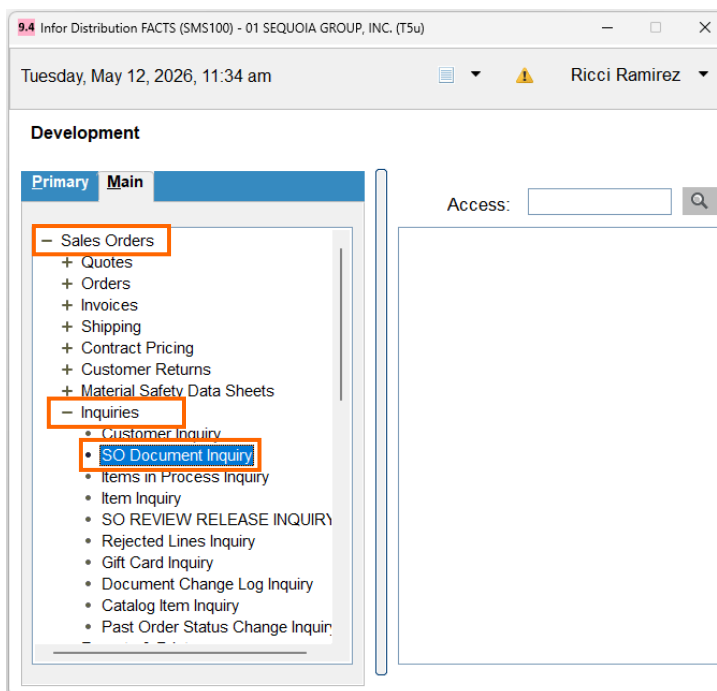 9.4 Infor Distribution FACTS (SMS100) - 01 SEQUOIA GROUP, INC. (T5u)
Tuesday, May 12, 2026, 11:34 am
Ricci Ramirez
Development
Primary Main
Access:
Sales Orders
Quotes
Orders
Invoices
Shipping
Contract Pricing
Customer Returns
Material Safety Data Sheets
Inquiries
Customer Inquiry
SO Document Inquiry
Items in Process Inquiry
Item Inquiry
SO REVIEW RELEASE INQUIRY
Rejected Lines Inquiry
Gift Card Inquiry
Document Change Log Inquiry
Catalog Item Inquiry
Past Order Status Change Inquiry